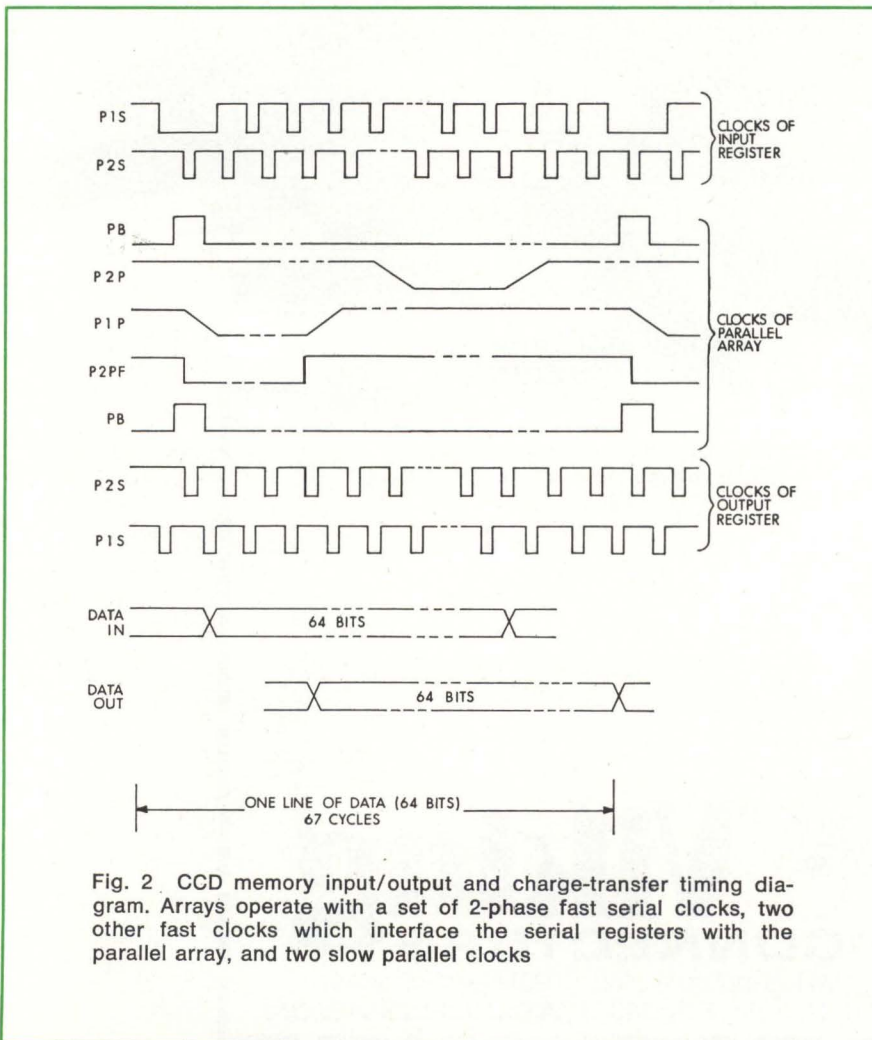 P1S
CLOCKS OF
INPUT
REGISTER
P2S
PB
P2P
P1P
CLOCKS OF
PARALLEL
ARRAY
P2PF
PB
P2S
CLOCKS OF
OUTPUT
REGISTER
P1S
DATA
IN
64 BITS
DATA
OUT
64 BITS
ONE LINE OF DATA (64 BITS)
67 CYCLES
Fig. 2 CCD memory input/output and charge-transfer timing dia-
gram. Arrays operate with a set of 2-phase fast serial clocks, two
other fast clocks which interface the serial registers with the
parallel array, and two slow parallel clocks